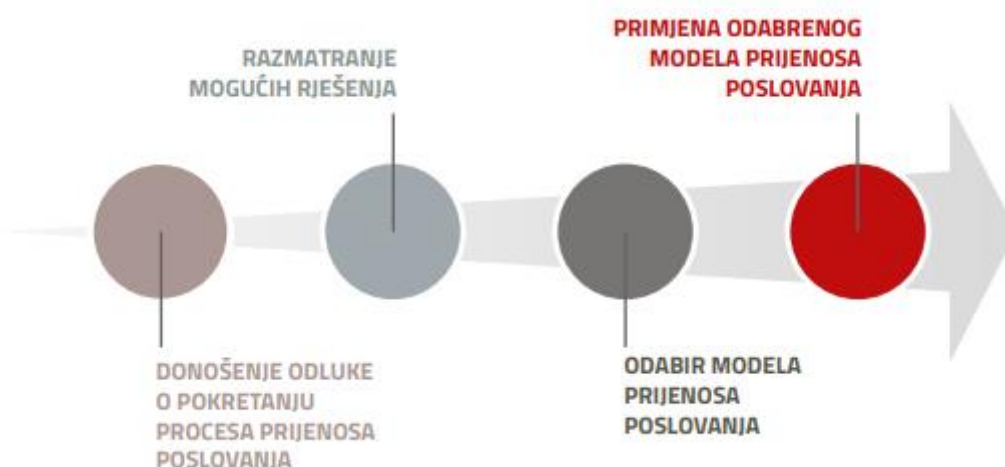 DONOŠENJE ODLUKE
O POKRETANJU
PROCESA PRIJENOSA
POSLOVANJA
RAZMATRANJE
MOGUĆIH RJEŠENJA
ODABIR MODELA
PRIJENOSA
POSLOVANJA
PRIMJENA ODABRENOG
MODELA PRIJENOSA
POSLOVANJA